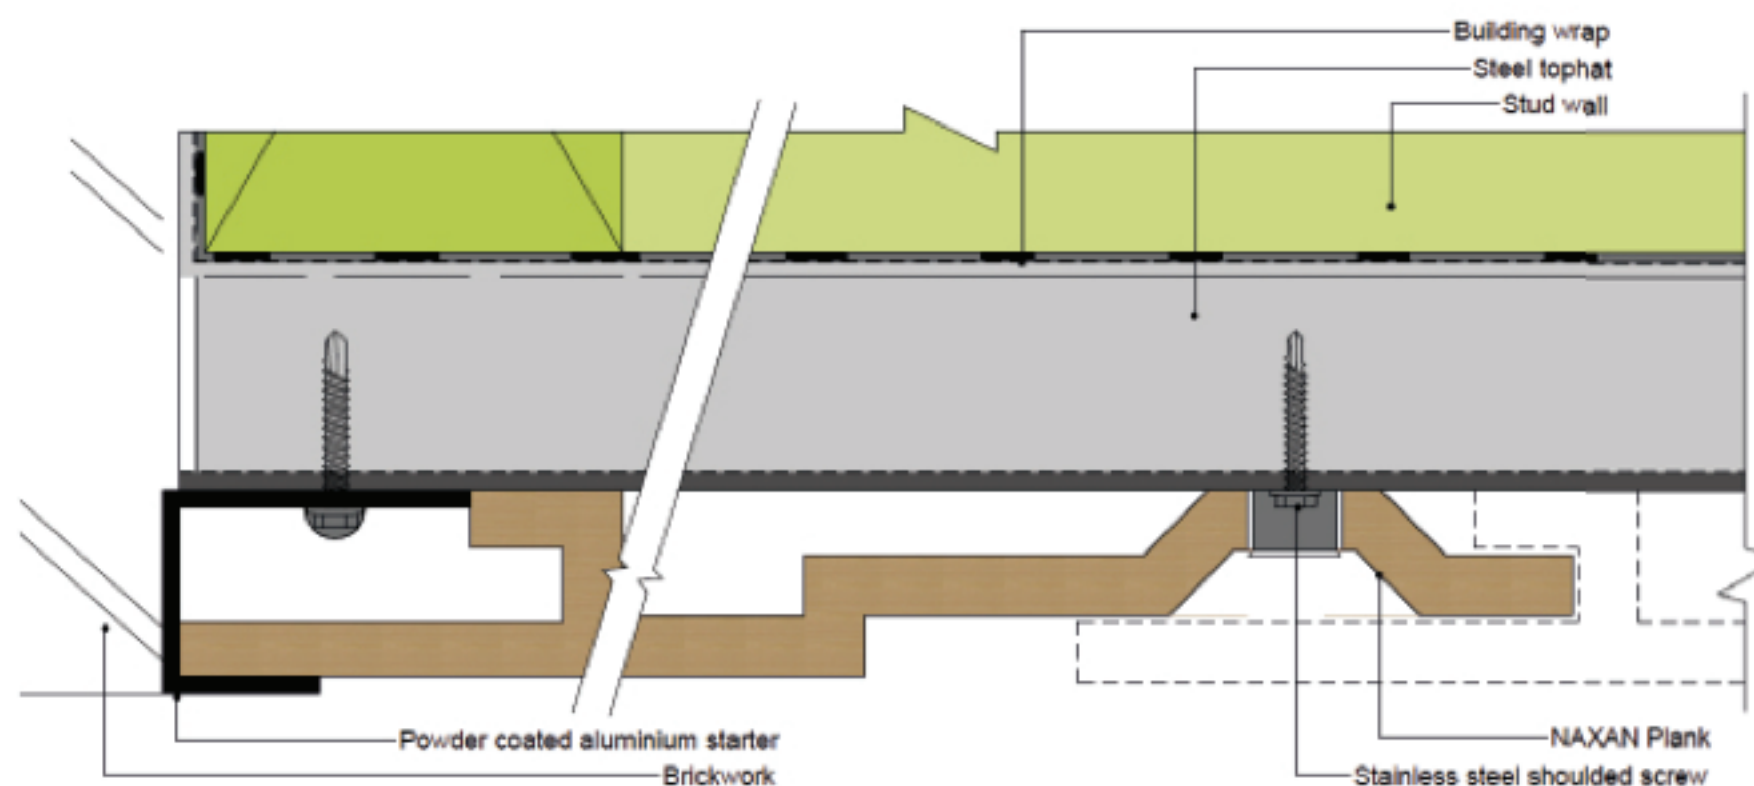 Building wrap
Steel tophat
Stud wall
Powder coated aluminium starter
NAXAN Plank
Brickwork
Stainless steel shoulded screw